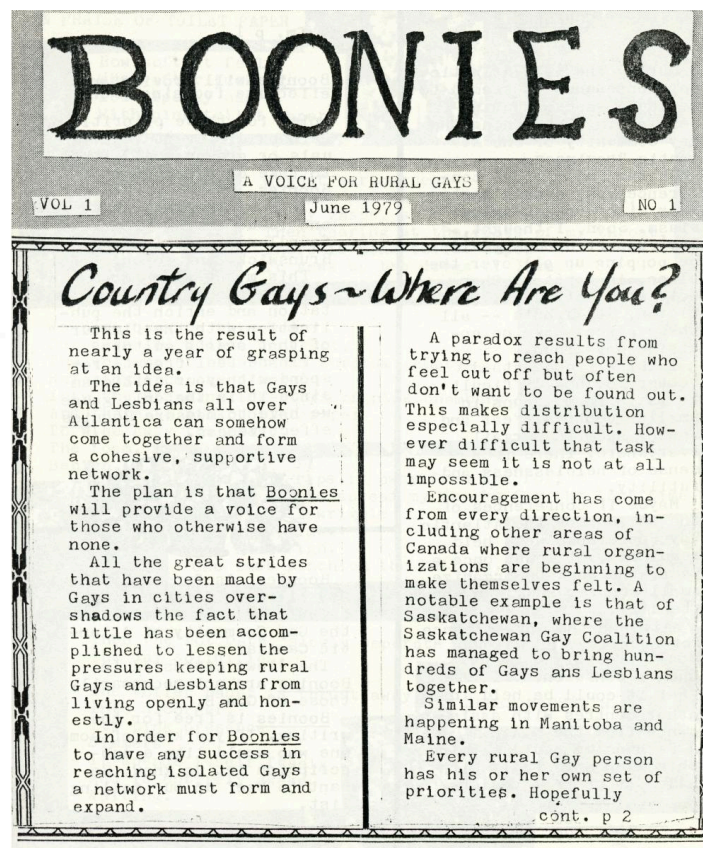 BOONIES
A VOICE FOR RURAL GAYS
VOL 1
June 1979
NO 1
Country Gays ~ Where Are You?
This is the result of
nearly a year of grasping
at an idea.
The idea is that Gays
and Lesbians all over
Atlantica can somehow
come together and form
a cohesive, supportive
network.
The plan is that Boonies
will provide a voice for
those who otherwise have
none.
All the great strides
that have been made by
Gays in cities over-
shadows the fact that
little has been accom-
plished to lessen the
pressures keeping rural
Gays and Lesbians from
living openly and hon-
estly.
In order for Boonies
to have any success in
reaching isolated Gays
a network must form and
expand.
A paradox results from
trying to reach people who
feel cut off but often
don't want to be found out.
This makes distribution
especially difficult. How-
ever difficult that task
may seem it is not at all
impossible.
Encouragement has come
from every direction, in-
cluding other areas of
Canada where rural organ-
izations are beginning to
make themselves felt. A
notable example is that of
Saskatchewan, where the
Saskatchewan Gay Coalition
has managed to bring hun-
dreds of Gays ans Lesbians
together.
Similar movements are
happening in Manitoba and
Maine.
Every rural Gay person
has his or her own set of
priorities. Hopefully
cont. p 2